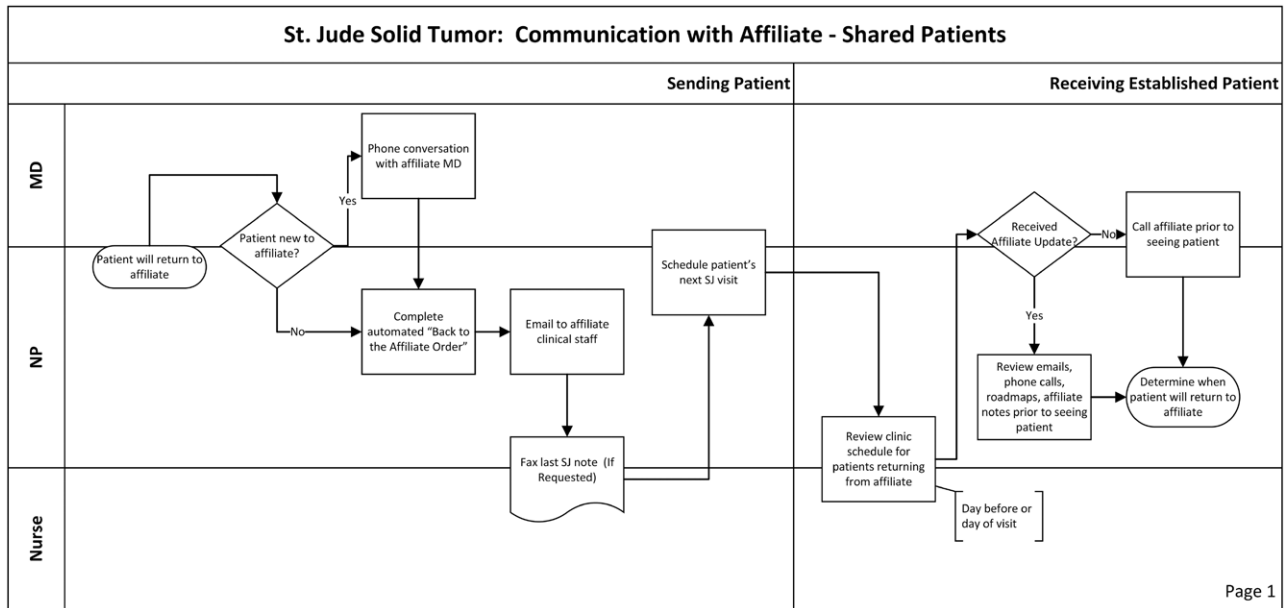 St. Jude Solid Tumor:  Communication with Affiliate - Shared Patients
Sending Patient
Receiving Established Patient
MD
NP
Nurse
Patient will return to
affiliate
Patient new to
affiliate?
Yes
No
Phone conversation
with affiliate MD
Complete
automated “Back to
the Affiliate Order”
Email to affiliate
clinical staff
Fax last SJ note  (If
Requested)
Schedule patient’s
next SJ visit
Review clinic
schedule for
patients returning
from affiliate
Day before or
day of visit
Received
Affiliate Update?
No
Yes
Call affiliate prior to
seeing patient
Review emails,
phone calls,
roadmaps, affiliate
notes prior to seeing
patient
Determine when
patient will return to
affiliate
Page 1